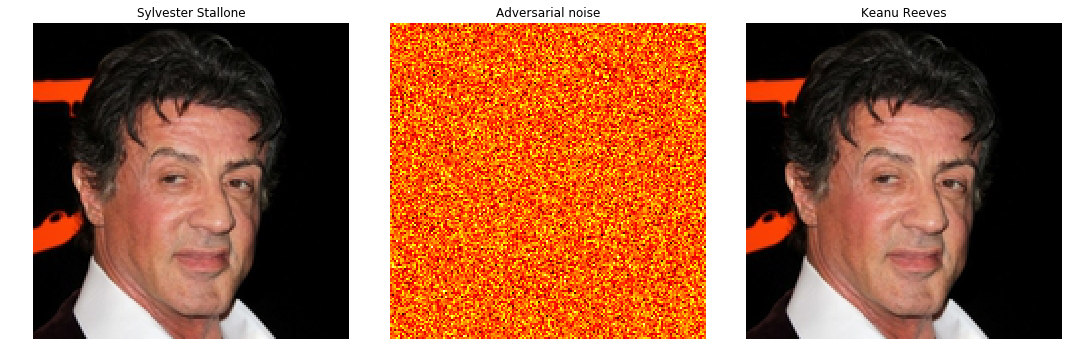 Sylvester Stallone
Adversarial noise
Keanu Reeves